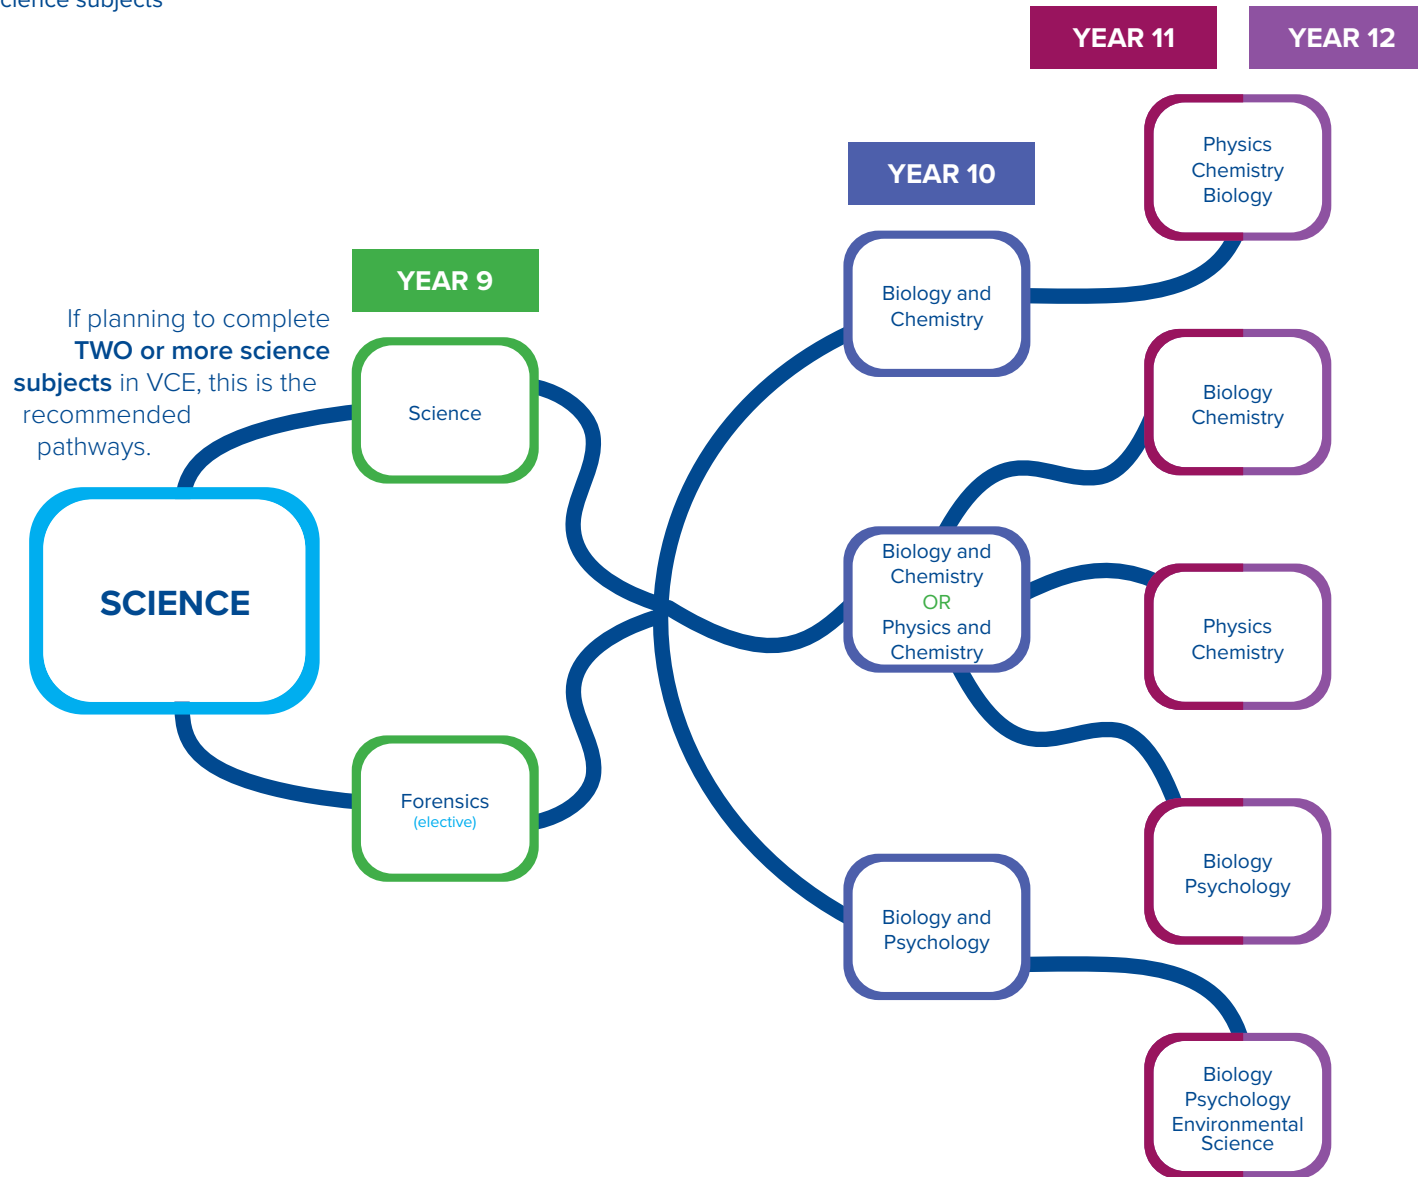 science subjects
YEAR 11
YEAR 12
Physics
Chemistry
Biology
YEAR 10
YEAR 9
Biology and
Chemistry
If planning to complete
TWO or more science
subjects in VCE, this is the
recommended
pathways.
Science
Biology
Chemistry
SCIENCE
Biology and
Chemistry
OR
Physics and
Chemistry
Physics
Chemistry
Forensics
(elective)
Biology
Psychology
Biology and
Psychology
Biology
Psychology
Environmental
Science